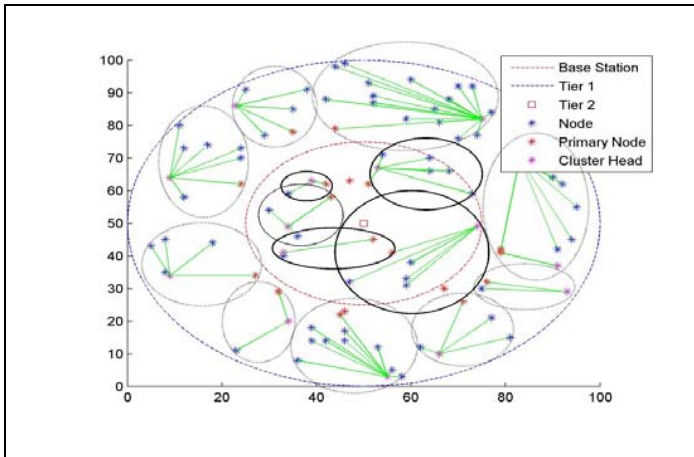 100
90
80
70
60
50
40
30
20
10
0
0 20 40 60 80 100
Base Station
Tier 1
Tier 2
Node
Primary Node
Cluster Head